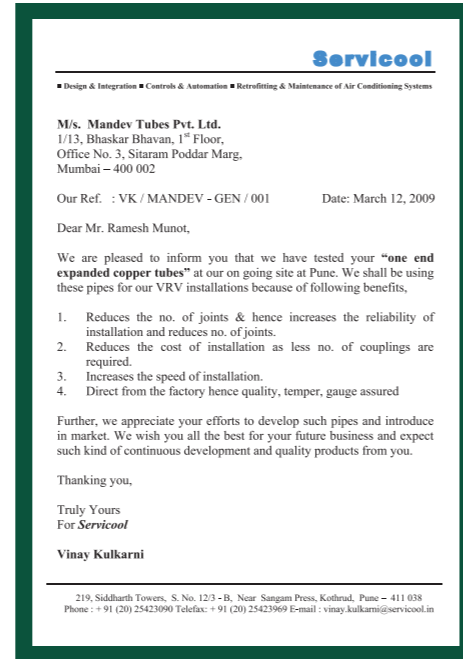 Servicool
■ Design & Integration ■ Controls & Automation ■ Retrofitting & Maintenance of Air Conditioning Systems
M/s. Mandev Tubes Pvt. Ltd.
1/13, Bhaskar Bhavan, 1st Floor,
Office No. 3, Sitaram Poddar Marg,
Mumbai – 400 002
Our Ref. : VK / MANDEV - GEN / 001 Date: March 12, 2009
Dear Mr. Ramesh Munot,
We are pleased to inform you that we have tested your “one end
expanded copper tubes” at our on going site at Pune. We shall be using
these pipes for our VRV installations because of following benefits,
1. Reduces the no. of joints & hence increases the reliability of
installation and reduces no. of joints.
2. Reduces the cost of installation as less no. of couplings are
required.
3. Increases the speed of installation.
4. Direct from the factory hence quality, temper, gauge assured
Further, we appreciate your efforts to develop such pipes and introduce
in market. We wish you all the best for your future business and expect
such kind of continuous development and quality products from you.
Thanking you,
Truly Yours
For Servicool
Vinay Kulkarni
219, Siddharth Towers, S. No. 12/3 - B, Near Sangam Press, Kothrud, Pune – 411 038
Phone : + 91 (20) 25423090 Telefax: + 91 (20) 25423969 E-mail : vinay.kulkarni@servicool.in